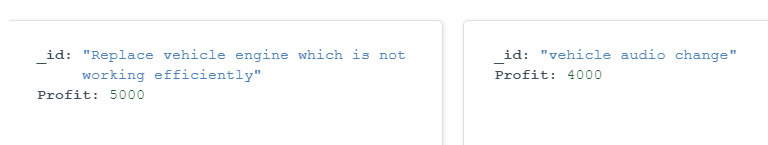 _id: "Replace vehicle engine which is not
working efficiently"
Profit: 5000
_id: "vehicle audio change"
Profit: 4000